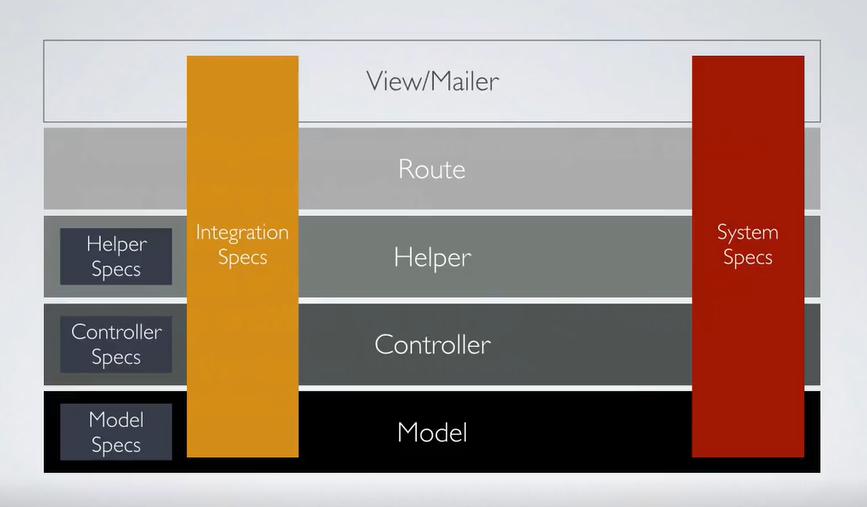 View/Mailer
Route
Helper
Specs
Integration
Specs
Helper
System
Specs
Controller
Specs
Controller
Model
Specs
Model